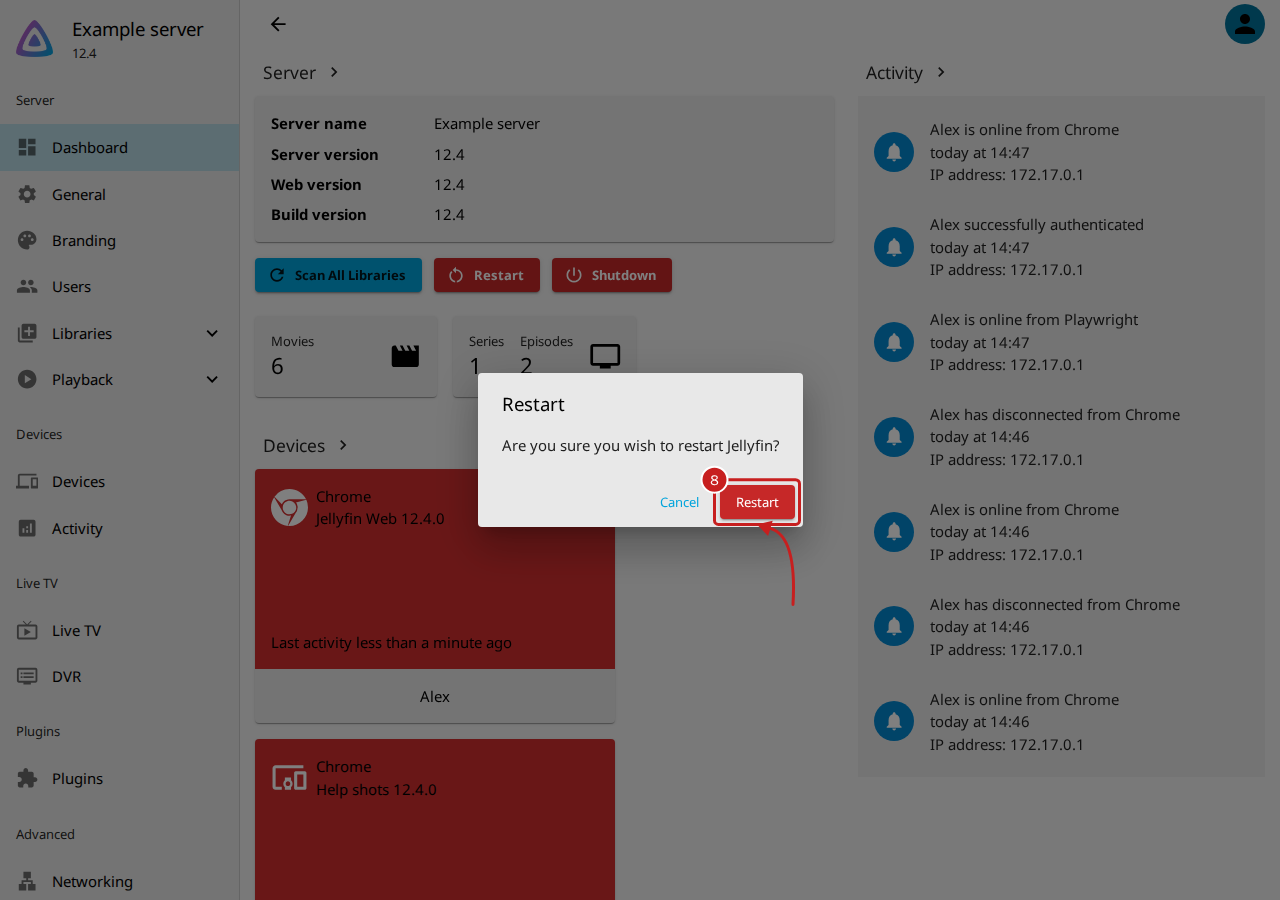 Example server
12.4
Server
Dashboard
General
Branding
Users
Libraries
Playback
Devices
Devices
Activity
Live TV
Live TV
DVR
Plugins
Plugins
Advanced
Networking
Server
Server name Example server
Server version 12.4
Web version 12.4
Build version 12.4
Scan All Libraries Restart Shutdown
Movies
6
Series Episodes
1 2
Devices
Chrome
Jellyfin Web 12.4.0
Last activity less than a minute ago
Alex
Chrome
Help shots 12.4.0
Restart
Are you sure you wish to restart Jellyfin?
8
Cancel Restart
Activity
Alex is online from Chrome
today at 14:47
IP address: 172.17.0.1
Alex successfully authenticated
today at 14:47
IP address: 172.17.0.1
Alex is online from Playwright
today at 14:47
IP address: 172.17.0.1
Alex has disconnected from Chrome
today at 14:46
IP address: 172.17.0.1
Alex is online from Chrome
today at 14:46
IP address: 172.17.0.1
Alex has disconnected from Chrome
today at 14:46
IP address: 172.17.0.1
Alex is online from Chrome
today at 14:46
IP address: 172.17.0.1